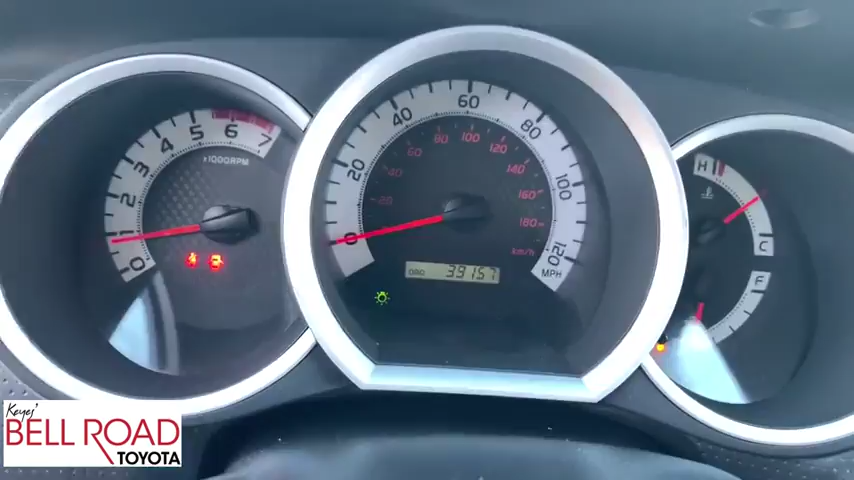 0 1 2 3 4 5 6 7
x1000RPM
0 20 40 60 80 100 120
MPH
20 40 60 80 100 120 140 160 180
km/h
ODO 39157
H
C
F
Keyes'
BELL ROAD
TOYOTA